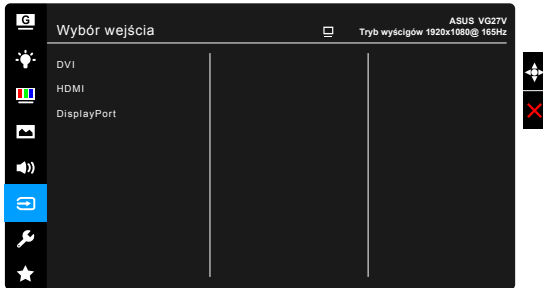 G
Wybór wejścia
ASUS VG27V
Tryb wyścigów 1920x1080@ 165Hz
DVI
HDMI
DisplayPort